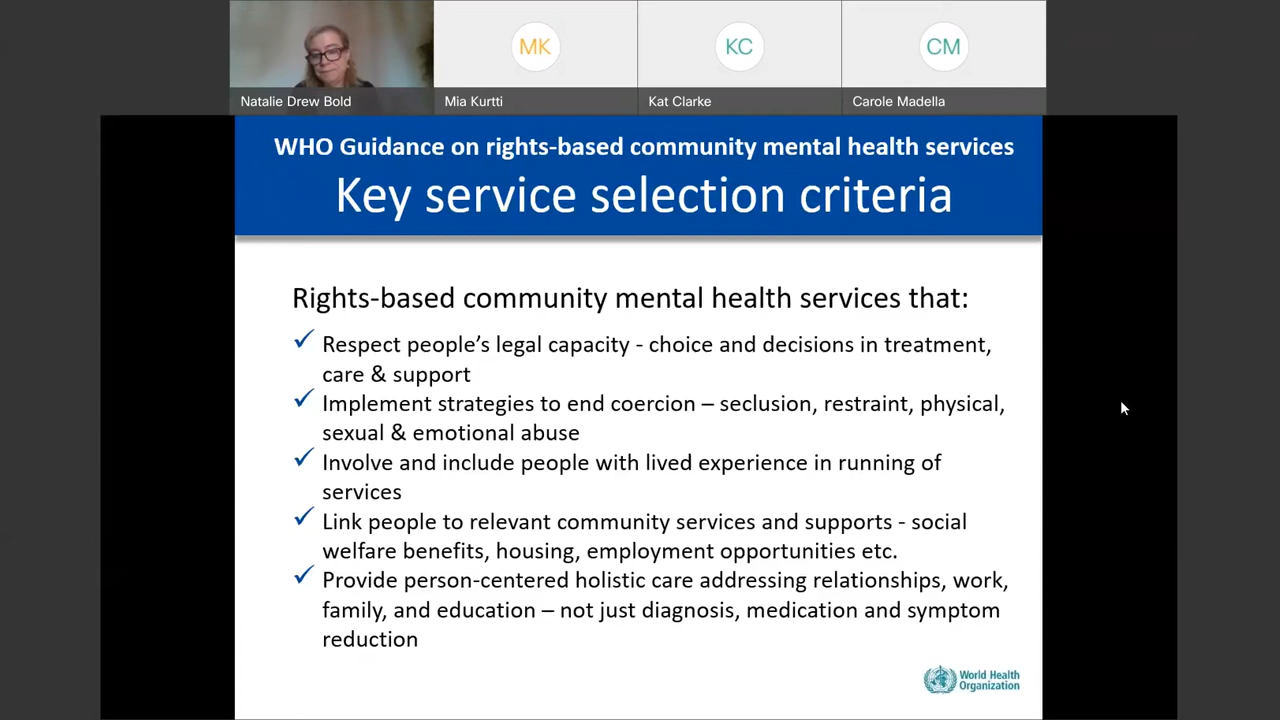 MK
KC
CM
Natalie Drew Bold
Mia Kurtti
Kat Clarke
Carole Madella
WHO Guidance on rights-based community mental health services
Key service selection criteria
Rights-based community mental health services that:
Respect people’s legal capacity - choice and decisions in treatment,
care & support
Implement strategies to end coercion – seclusion, restraint, physical,
sexual & emotional abuse
Involve and include people with lived experience in running of
services
Link people to relevant community services and supports - social
welfare benefits, housing, employment opportunities etc.
Provide person-centered holistic care addressing relationships, work,
family, and education – not just diagnosis, medication and symptom
reduction
World Health
Organization